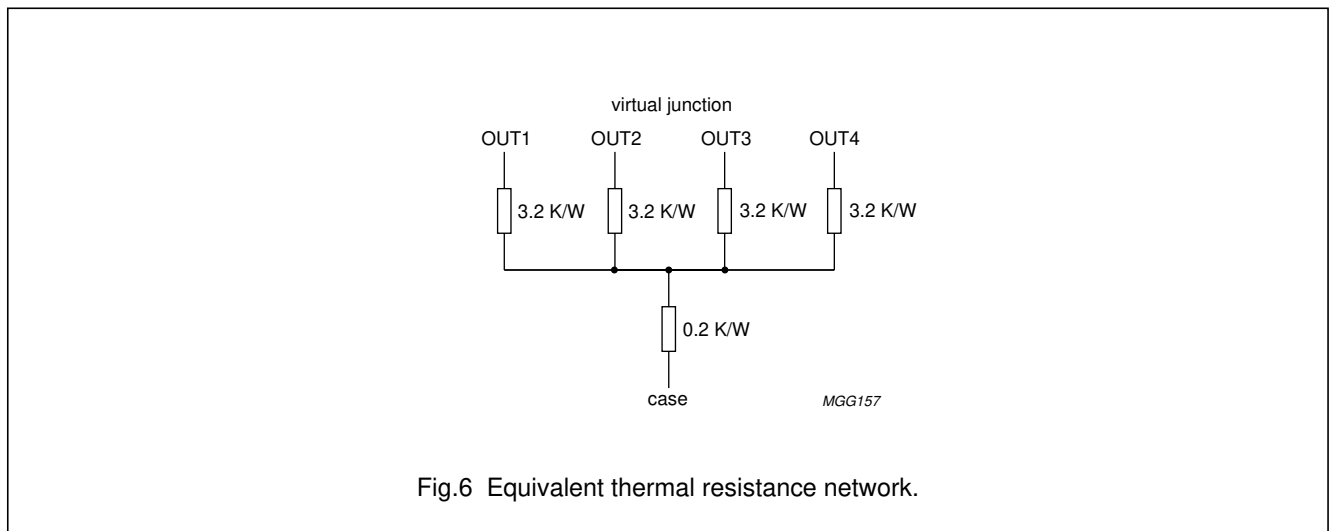 virtual junction
OUT1 OUT2 OUT3 OUT4
3.2 K/W 3.2 K/W 3.2 K/W 3.2 K/W
0.2 K/W
case
MGG157
Fig.6 Equivalent thermal resistance network.